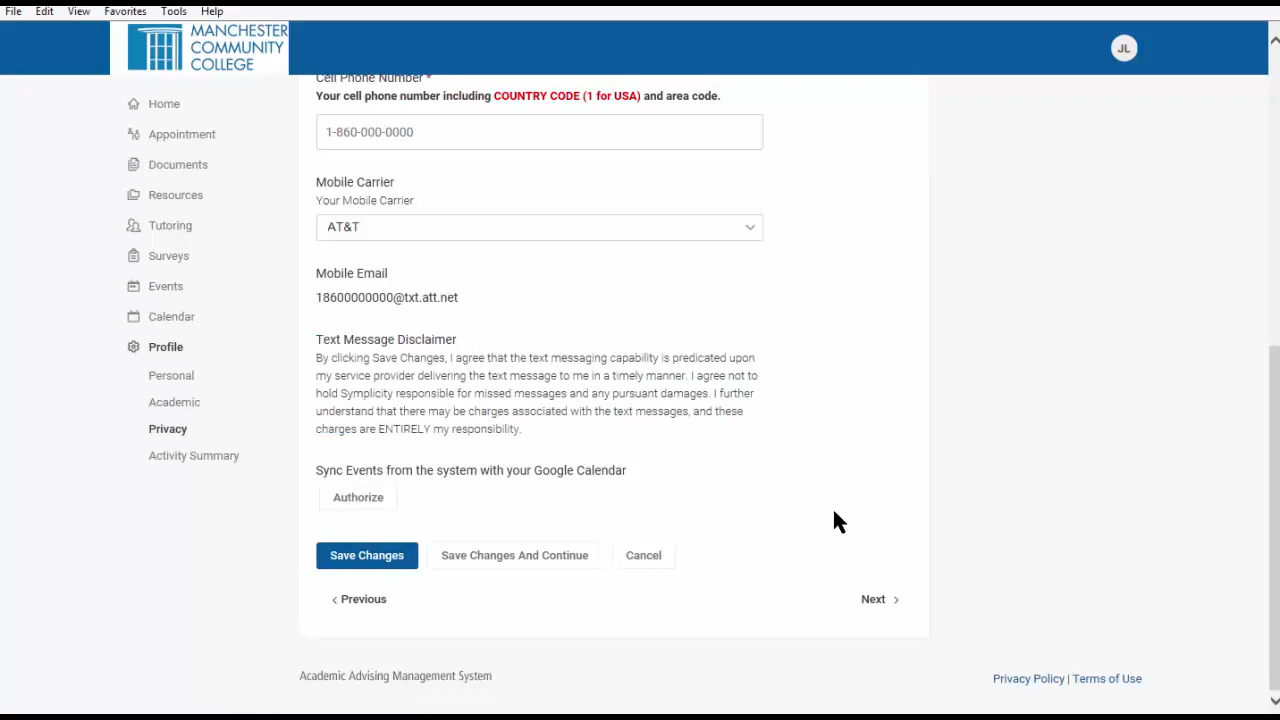 File Edit View Favorites Tools Help
MANCHESTER
COMMUNITY
COLLEGE
JL
Home
Appointment
Documents
Resources
Tutoring
Surveys
Events
Calendar
Profile
Personal
Academic
Privacy
Activity Summary
Cell Phone Number *
Your cell phone number including COUNTRY CODE (1 for USA) and area code.
1-860-000-0000
Mobile Carrier
Your Mobile Carrier
AT&T
Mobile Email
18600000000@txt.att.net
Text Message Disclaimer
By clicking Save Changes, I agree that the text messaging capability is predicated upon
my service provider delivering the text message to me in a timely manner. I agree not to
hold Symplicity responsible for missed messages and any pursuant damages. I further
understand that there may be charges associated with the text messages, and these
charges are ENTIRELY my responsibility.
Sync Events from the system with your Google Calendar
Authorize
Save Changes Save Changes And Continue Cancel
‹ Previous Next ›
Academic Advising Management System
Privacy Policy | Terms of Use